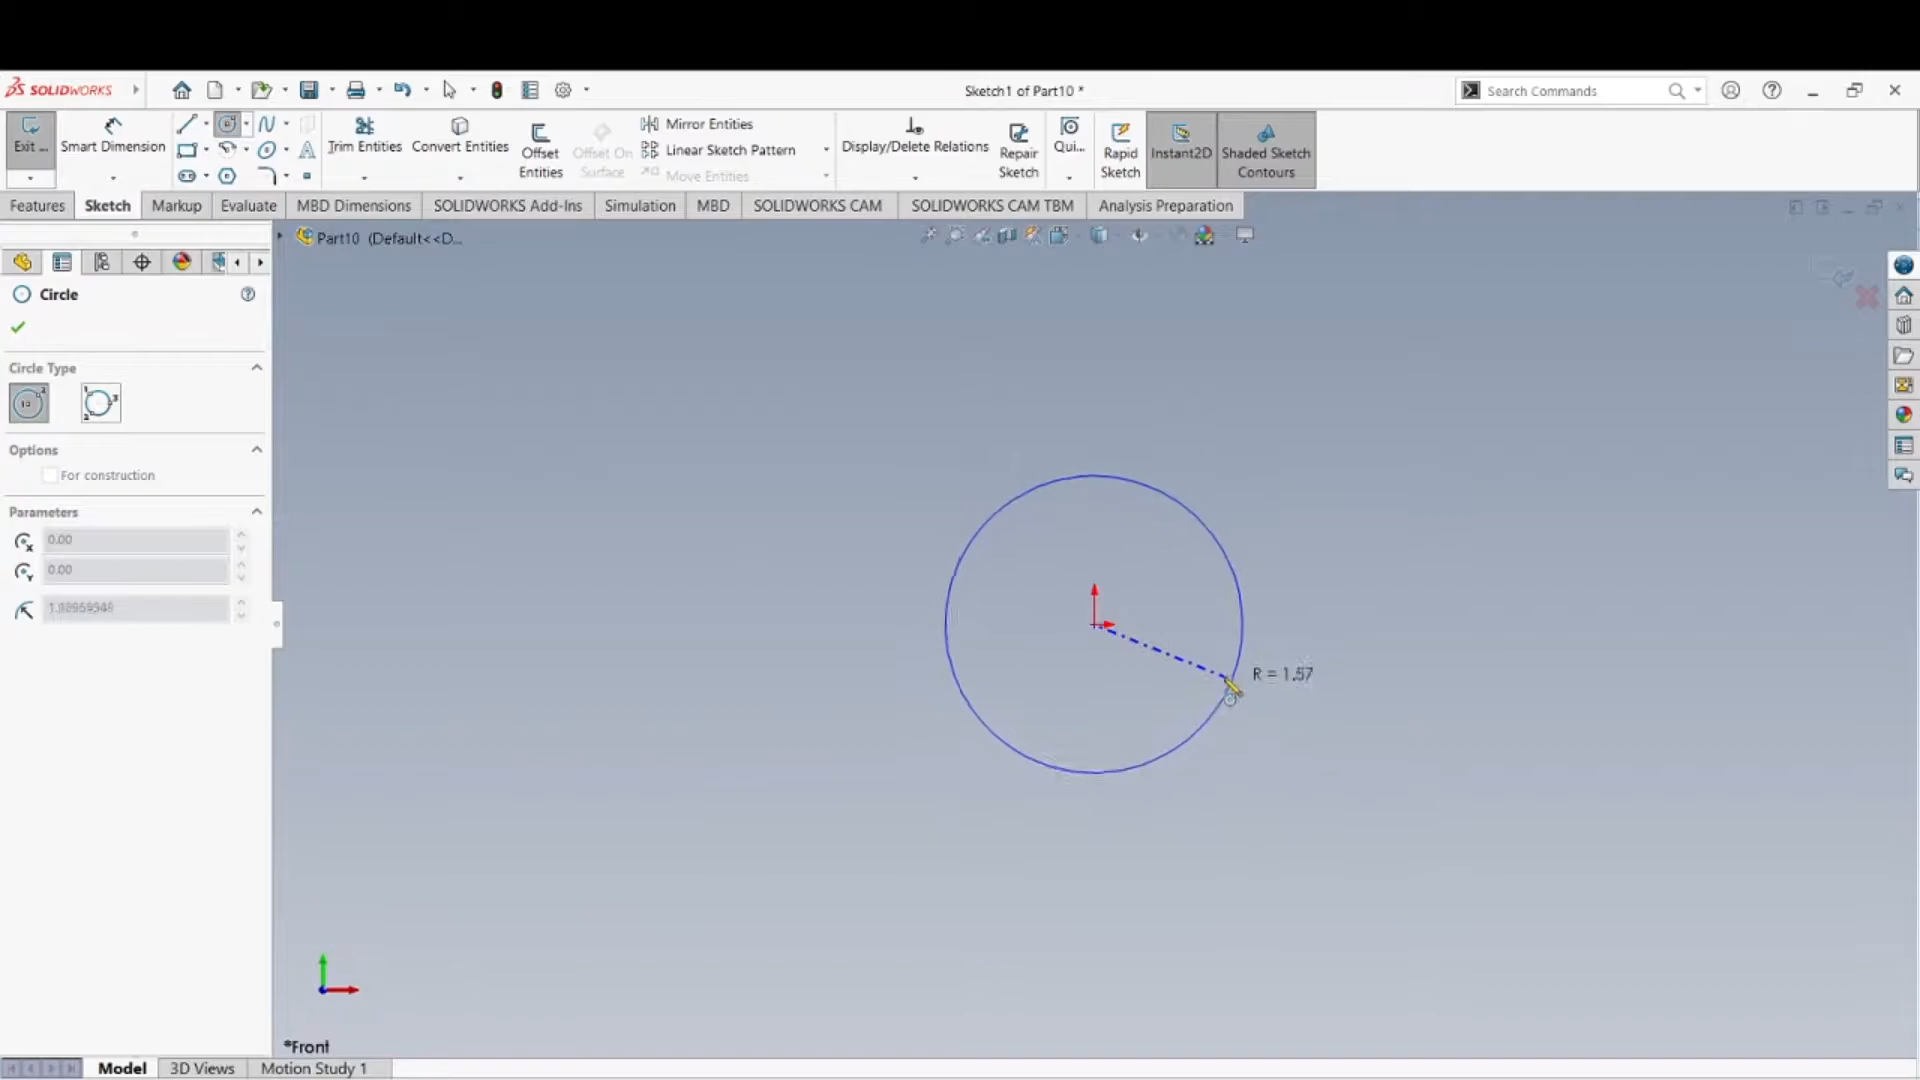 SOLIDWORKS
Sketch1 of Part10 *
Search Commands
Exit ...
Smart Dimension
Trim Entities
Convert Entities
Offset Entities
Offset On Surface
Mirror Entities
Linear Sketch Pattern
Move Entities
Display/Delete Relations
Repair Sketch
Qui...
Rapid Sketch
Instant2D
Shaded Sketch Contours
Features
Sketch
Markup
Evaluate
MBD Dimensions
SOLIDWORKS Add-Ins
Simulation
MBD
SOLIDWORKS CAM
SOLIDWORKS CAM TBM
Analysis Preparation
Part10 (Default<<D...
Circle
Circle Type
Options
For construction
Parameters
0.00
0.00
R = 1.57
*Front
Model
3D Views
Motion Study 1